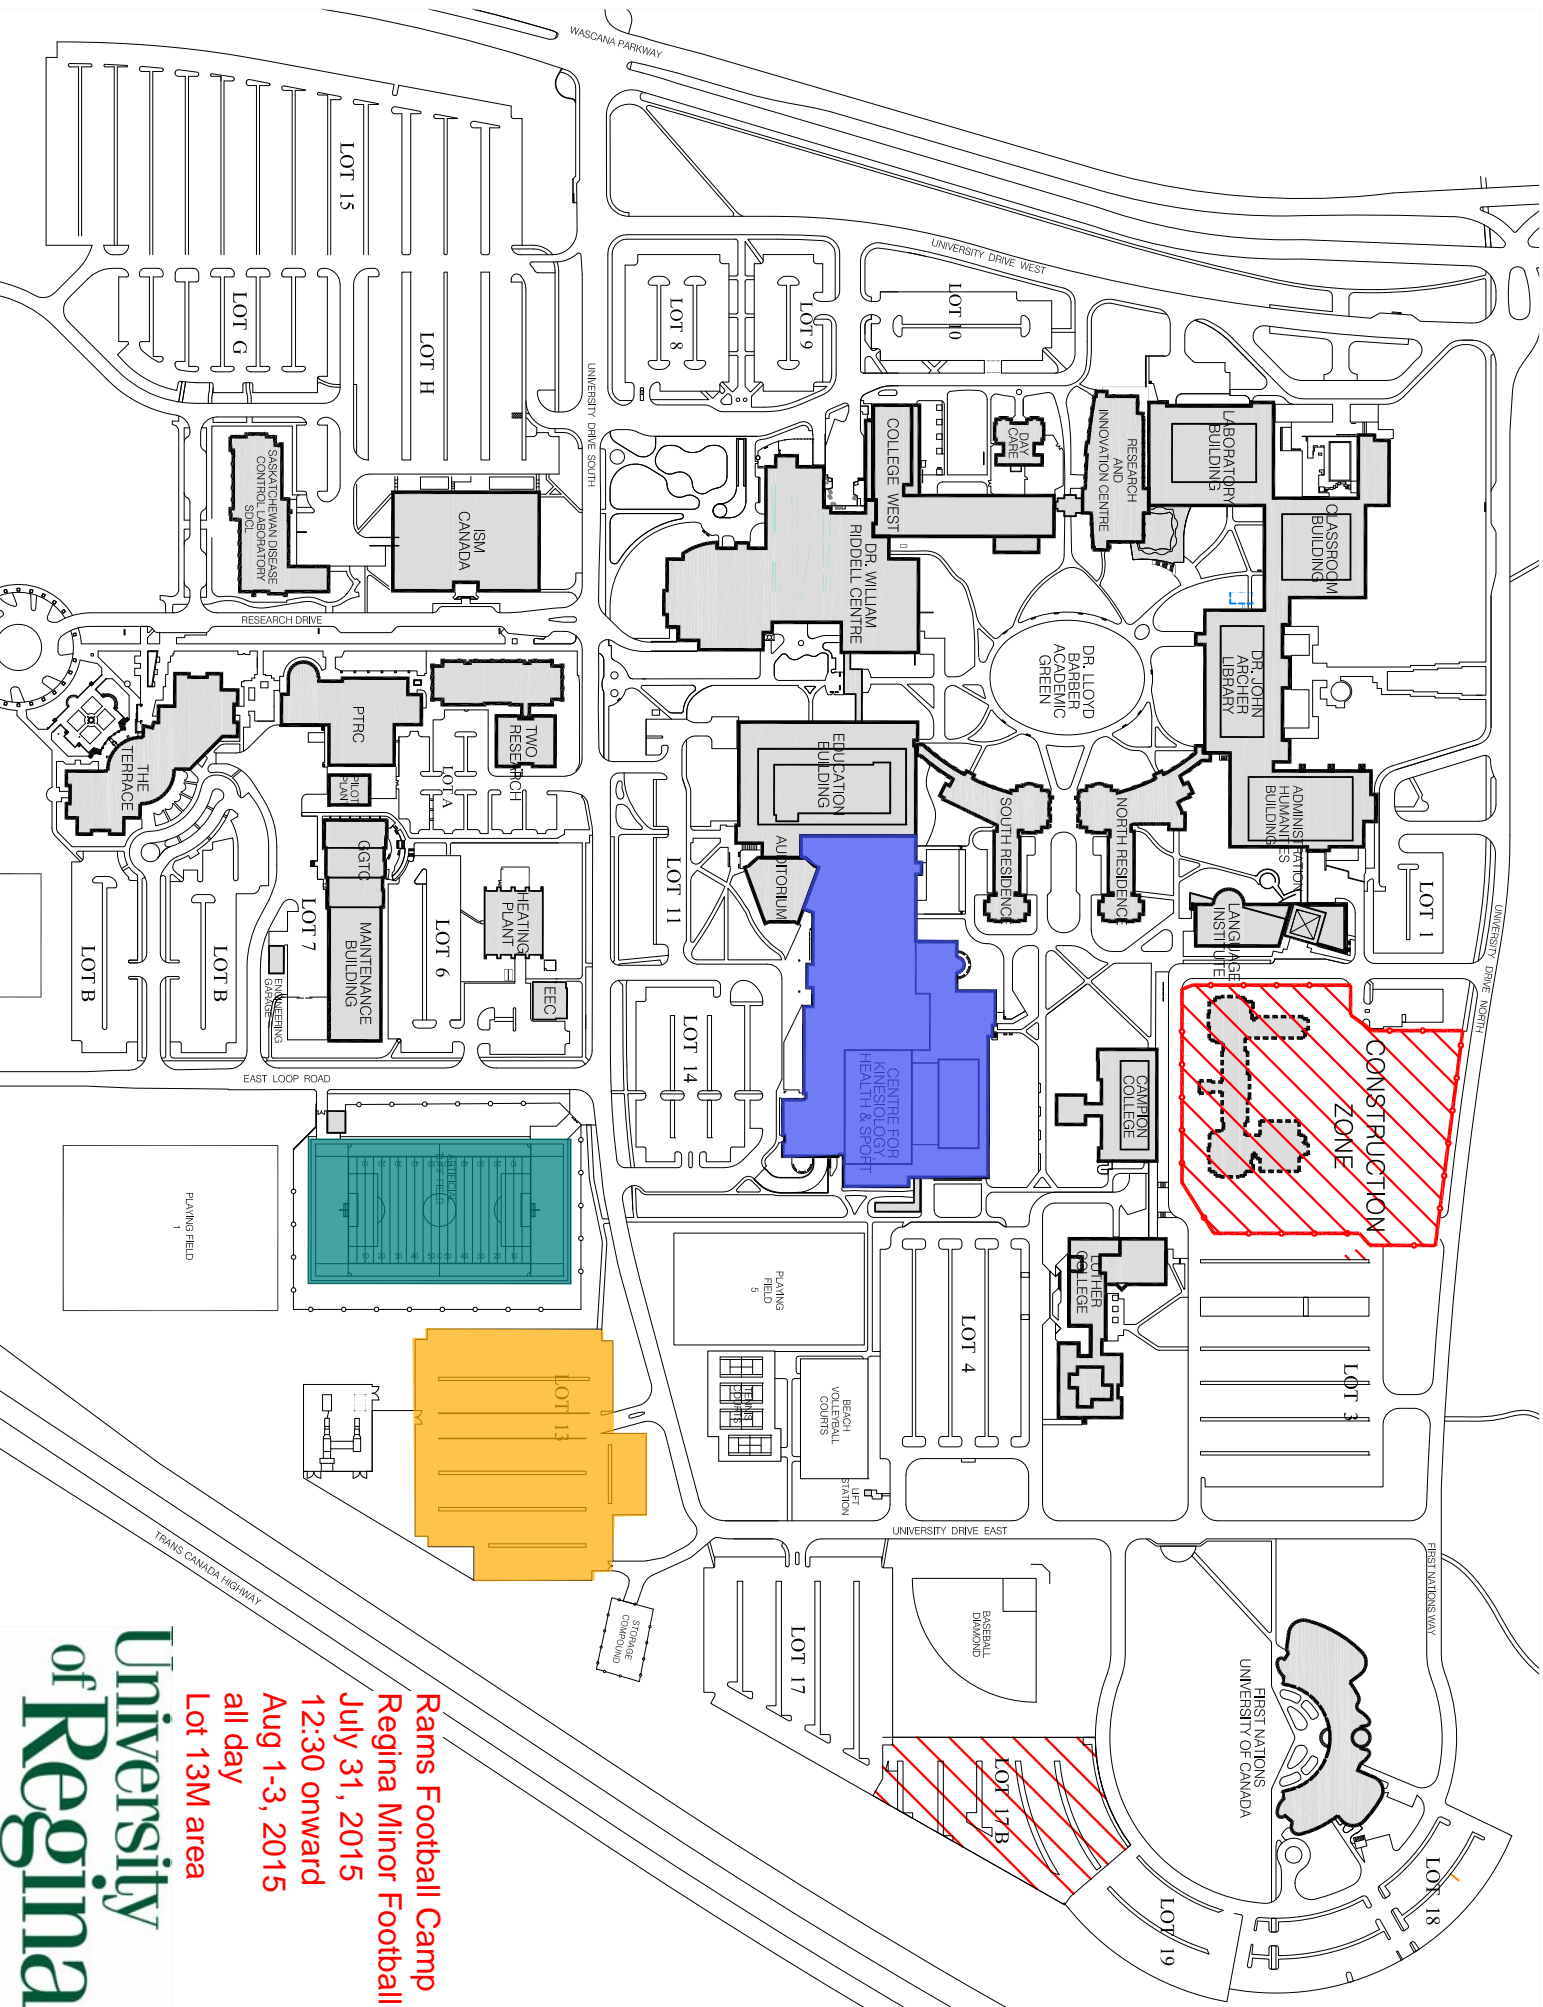 WASCANA PARKWAY
UNIVERSITY DRIVE WEST
LOT 15
LOT G
LOT H
LOT 8
LOT 9
LOT 10
UNIVERSITY DRIVE SOUTH
SASKATCHEWAN DISEASE
CONTROL LABORATORY
SDCL
ISM
CANADA
RESEARCH DRIVE
COLLEGE WEST
DAY
CARE
RESEARCH
AND
INNOVATION CENTRE
LABORATORY
BUILDING
CLASSROOM
BUILDING
DR. WILLIAM
RIDDELL CENTRE
DR. LLOYD
BARBER
ACADEMIC
GREEN
DR. JOHN
ARCHER
LIBRARY
THE
TERRACE
PTRC
PILOT
PLANT
TWO
RESEARCH
LOT A
GGTC
MAINTENANCE
BUILDING
HEATING
PLANT
EEC
LOT B
LOT B
LOT 7
LOT 6
ENGINEERING
GARAGE
LOT 11
LOT 14
EDUCATION
BUILDING
AUDITORIUM
SOUTH RESIDENCE
NORTH RESIDENCE
ADMINISTRATION
HUMANITIES
BUILDING
LANGUAGE
INSTITUTE
LOT 1
UNIVERSITY DRIVE NORTH
CONSTRUCTION
ZONE
CENTRE FOR
KINESIOLOGY,
HEALTH & SPORT
CAMPION
COLLEGE
LUTHER
COLLEGE
EAST LOOP ROAD
PLAYING FIELD
1
ARTIFICIAL
TURF FIELD
PLAYING
FIELD
5
TENNIS
COURTS
BEACH
VOLLEYBALL
COURTS
LIFT
STATION
LOT 4
LOT 3
LOT 13
UNIVERSITY DRIVE EAST
FIRST NATIONS WAY
TRANS CANADA HIGHWAY
STORAGE
COMPOUND
LOT 17
BASEBALL
DIAMOND
LOT 17 B
FIRST NATIONS
UNIVERSITY OF CANADA
LOT 18
LOT 19
Rams Football Camp
Regina Minor Football
July 31, 2015
12:30 onward
Aug 1-3, 2015
all day
Lot 13M area
University
of Regina